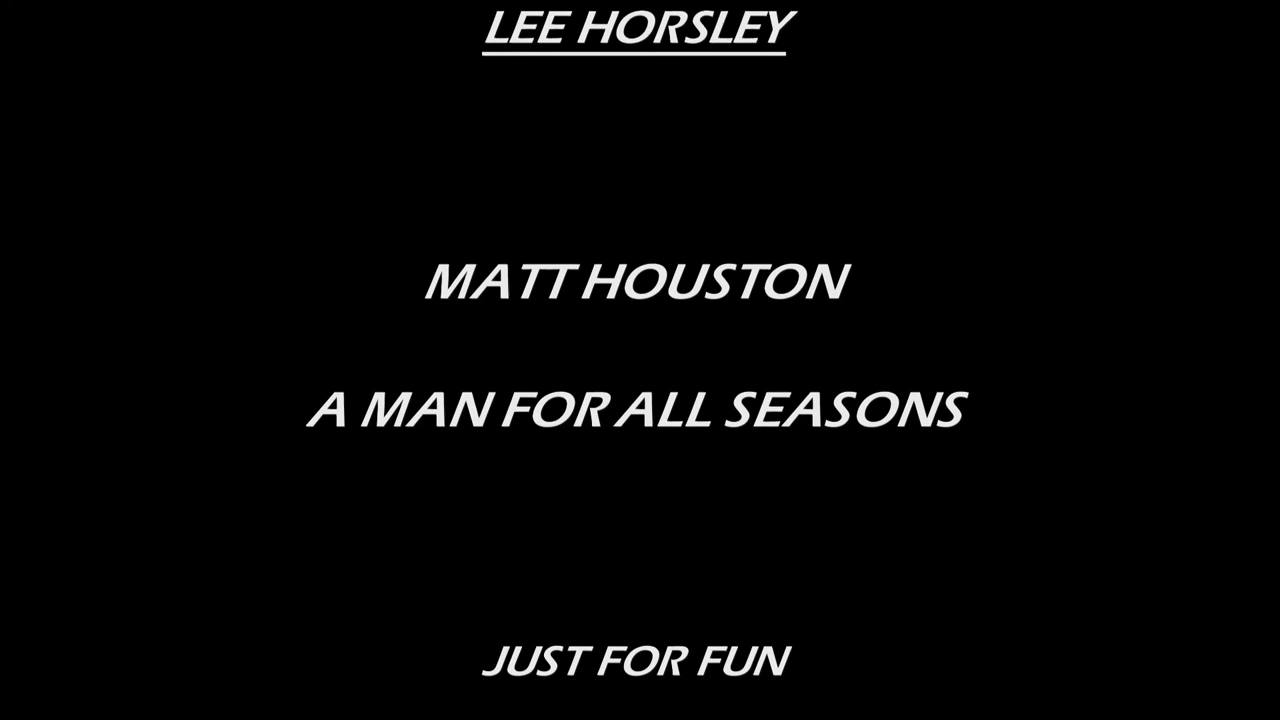 LEE HORSLEY
MATT HOUSTON
A MAN FOR ALL SEASONS
JUST FOR FUN